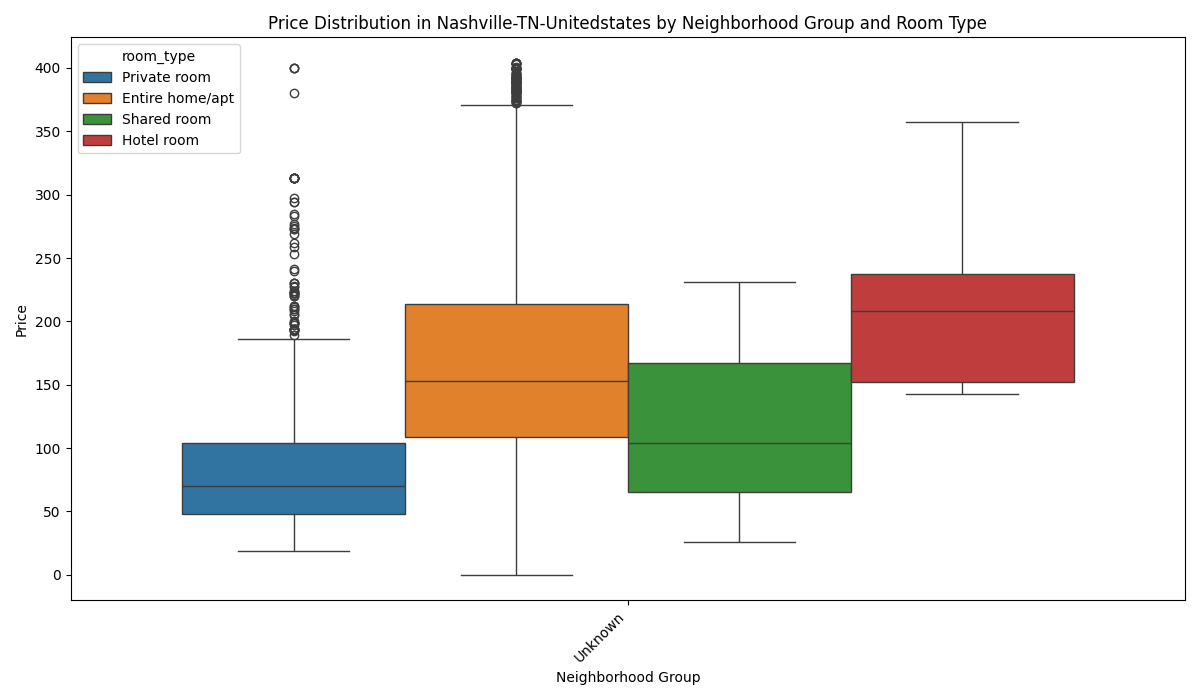 Price Distribution in Nashville-TN-Unitedstates by Neighborhood Group and Room Type
room_type
Private room
Entire home/apt
Shared room
Hotel room
Price
400
350
300
250
200
150
100
50
0
Unknown
Neighborhood Group